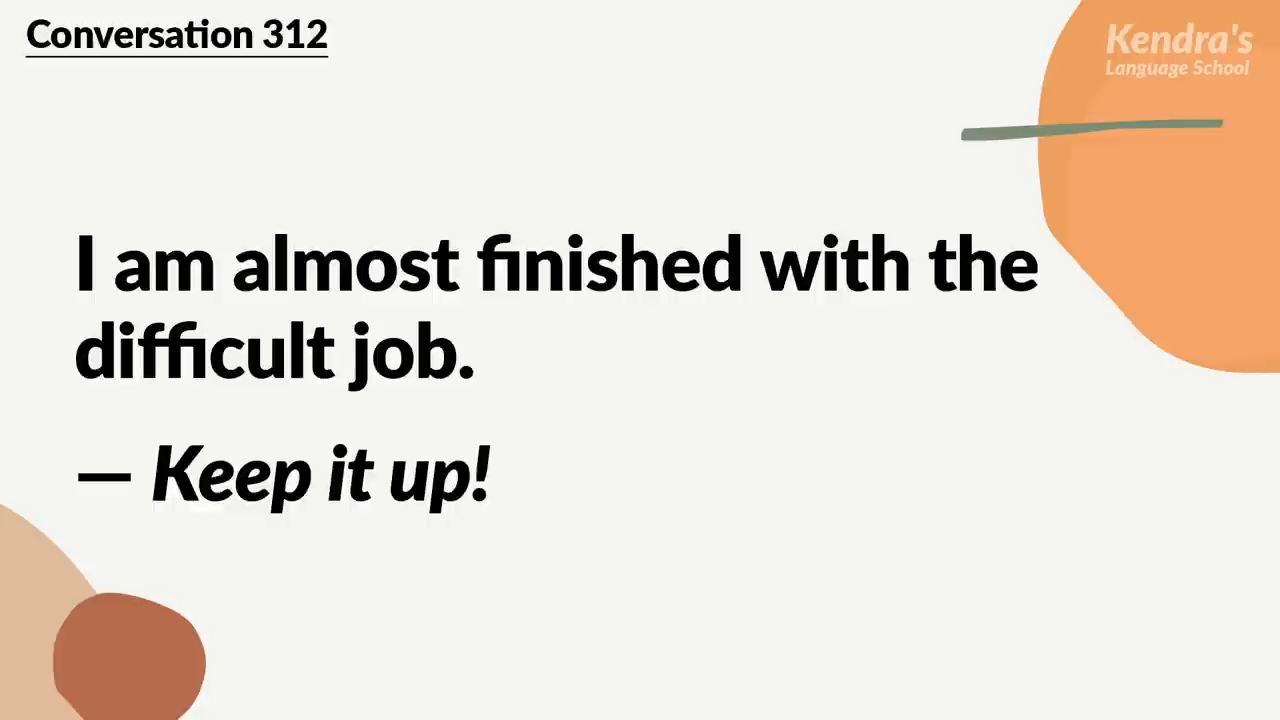 Conversation 312
Kendra's
Language School
I am almost finished with the
difficult job.
— Keep it up!